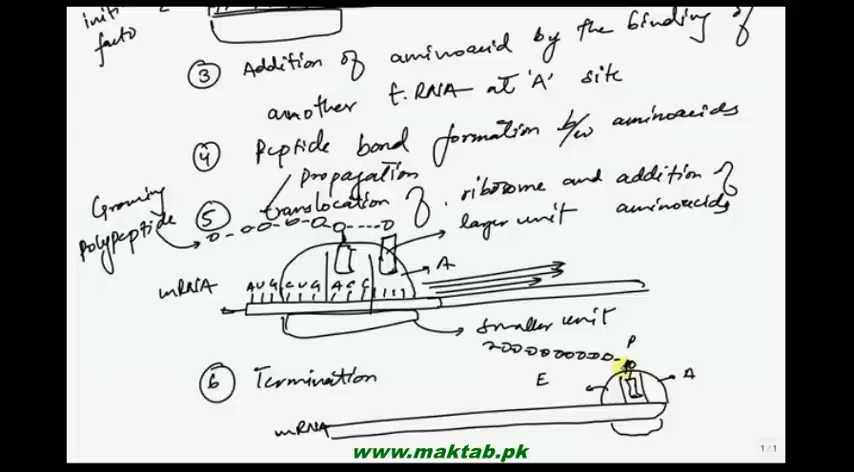 initi
facto
③ Addition of aminoacid by the binding of
another t.RNA at 'A' site
④ Peptide bond formation b/w aminoacids
Propagation
⑤ translocation of ribosome and addition of
aminoacids
Growing
Polypeptide
larger unit
A
mRNA AUG CUG ACC
smaller unit
P
⑥ Termination
E
A
mRNA
www.maktab.pk
1/1